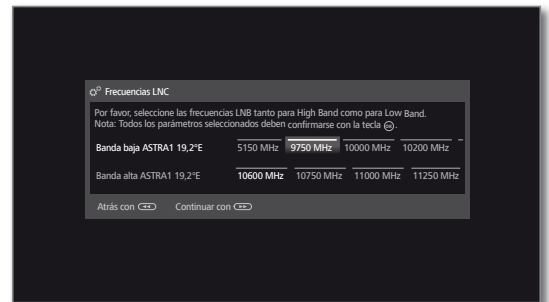 Frecuencias LNC
Por favor, seleccione las frecuencias LNB tanto para High Band como para Low Band.
Nota: Todos los parámetros seleccionados deben confirmarse con la tecla OK.
Banda baja ASTRA1 19,2°E 5150 MHz 9750 MHz 10000 MHz 10200 MHz
Banda alta ASTRA1 19,2°E 10600 MHz 10750 MHz 11000 MHz 11250 MHz
Atrás con Continuar con